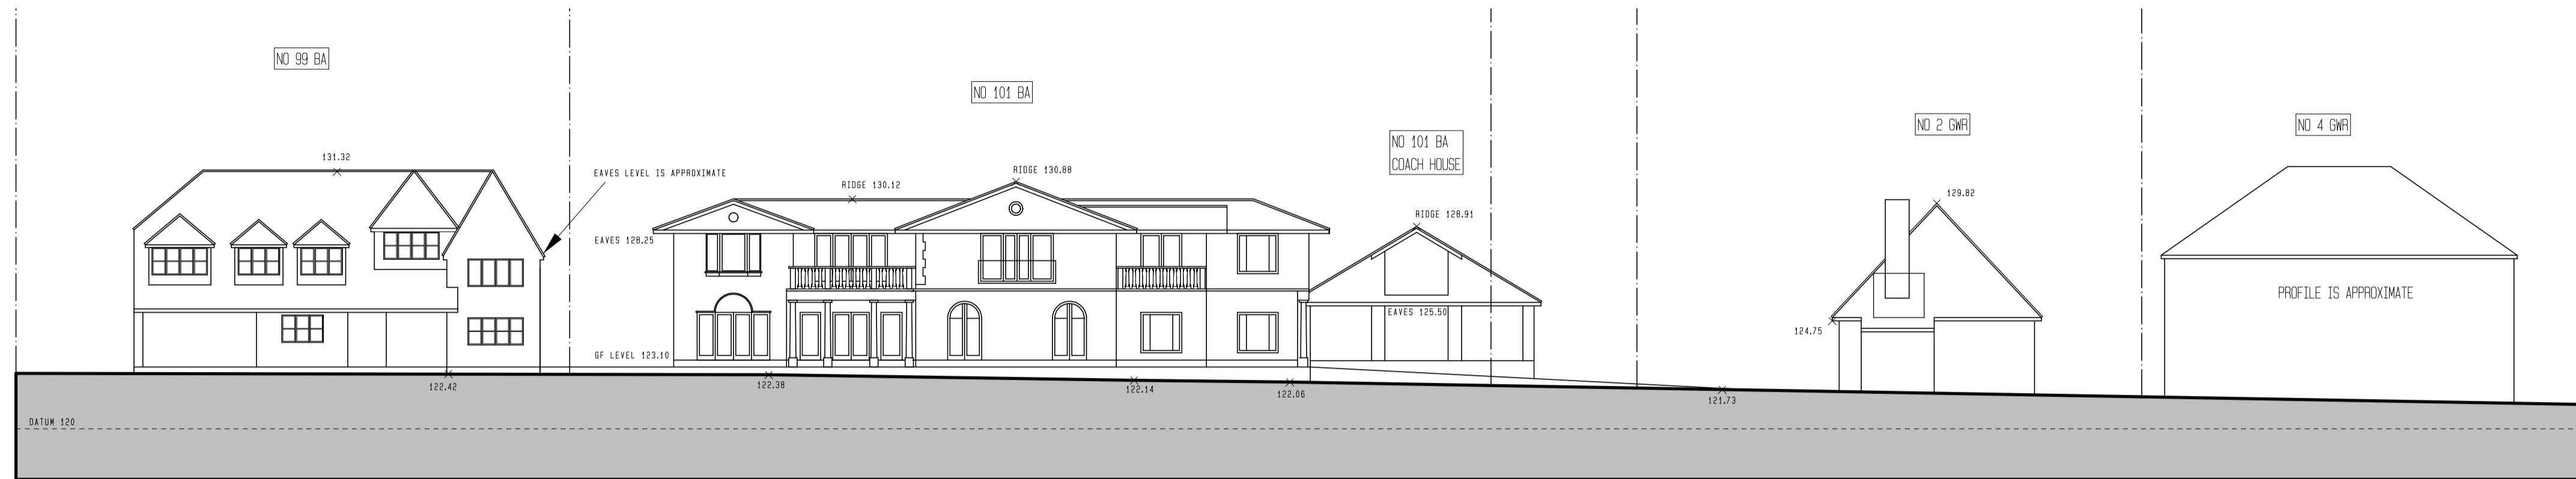 NO 99 BA
NO 101 BA
NO 101 BA
COACH HOUSE
NO 2 GWR
NO 4 GWR
131.32
EAVES LEVEL IS APPROXIMATE
RIDGE 130.12
RIDGE 130.88
RIDGE 128.91
129.82
EAVES 128.25
PROFILE IS APPROXIMATE
EAVES 125.50
124.75
GF LEVEL 123.10
122.42
122.38
122.14
122.06
121.73
DATUM 120